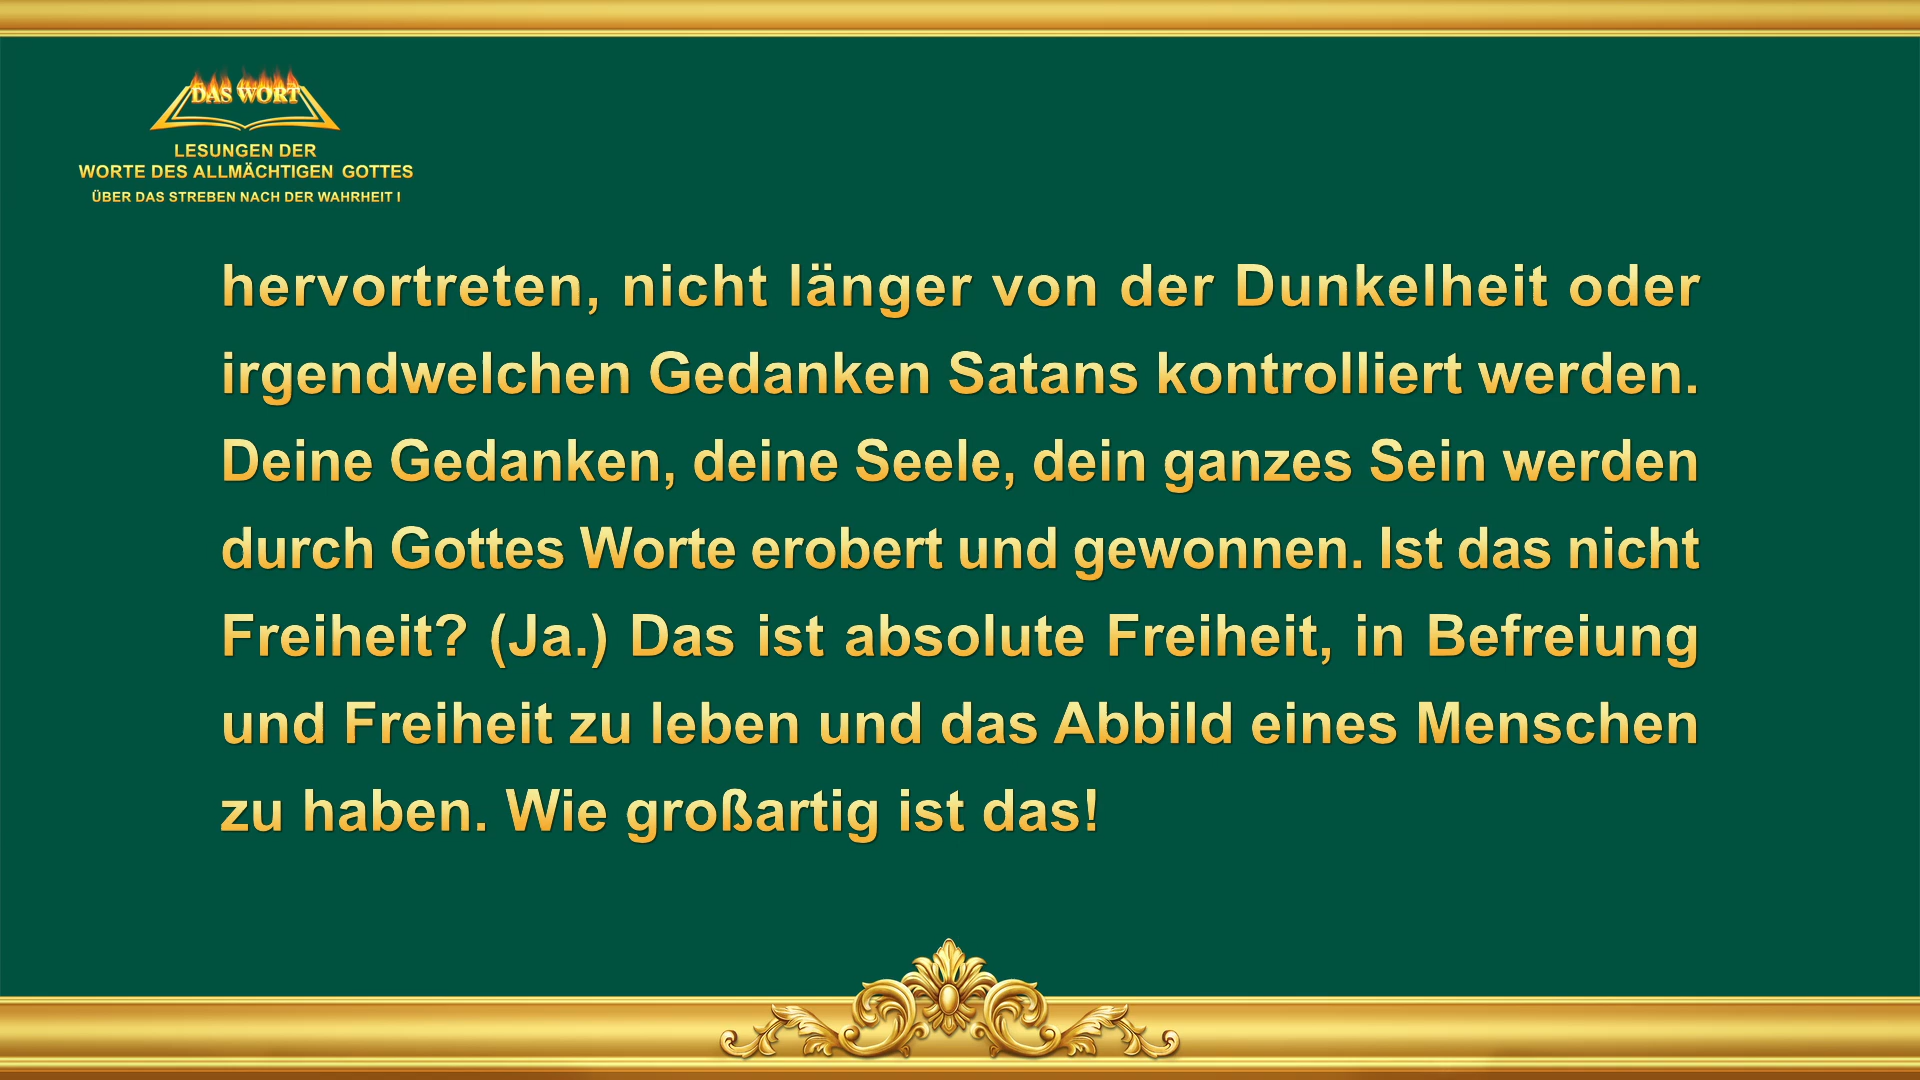 DAS WORT
LESUNGEN DER
WORTE DES ALLMÄCHTIGEN GOTTES
ÜBER DAS STREBEN NACH DER WAHRHEIT I
hervortreten, nicht länger von der Dunkelheit oder
irgendwelchen Gedanken Satans kontrolliert werden.
Deine Gedanken, deine Seele, dein ganzes Sein werden
durch Gottes Worte erobert und gewonnen. Ist das nicht
Freiheit? (Ja.) Das ist absolute Freiheit, in Befreiung
und Freiheit zu leben und das Abbild eines Menschen
zu haben. Wie großartig ist das!